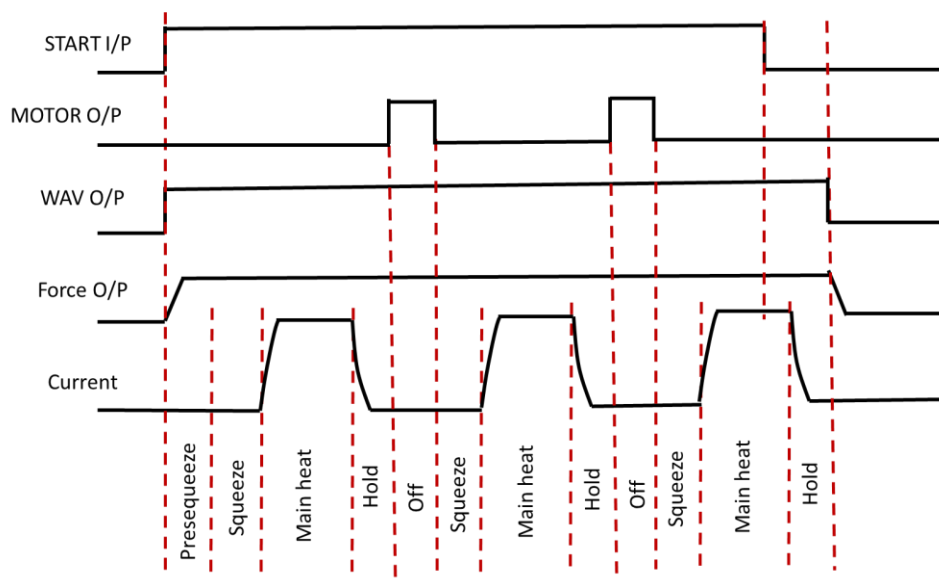 START I/P
MOTOR O/P
WAV O/P
Force O/P
Current
Presequeeze
Squeeze
Main heat
Hold
Off
Squeeze
Main heat
Hold
Off
Squeeze
Main heat
Hold